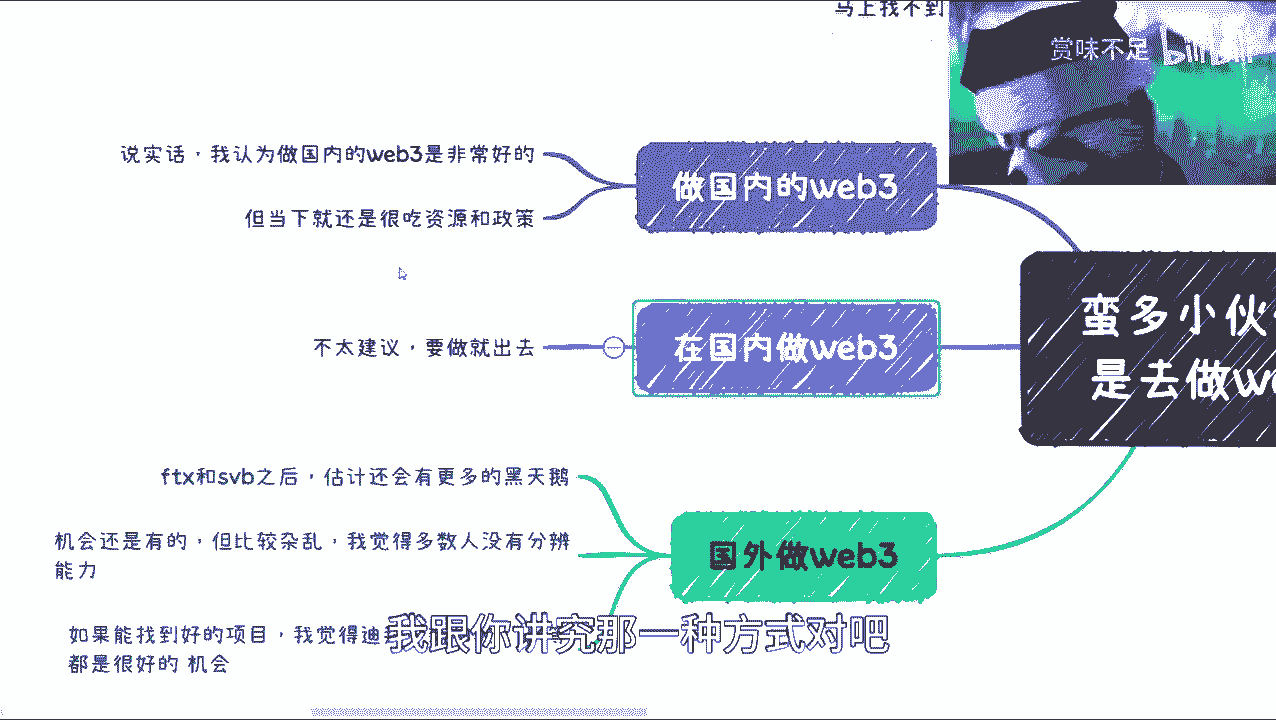 马上找不到
赏味不足 bilibili
说实话，我认为做国内的web3是非常好的
做国内的web3
但当下就还是很吃资源和政策
蛮多小伙
是去做we
不太建议，要做就出去
在国内做web3
ftx和svb之后，估计还会有更多的黑天鹅
机会还是有的，但比较杂乱，我觉得多数人没有分辨
能力
国外做web3
如果能找到好的项目，我觉得迪
都是很好的 机会
我跟你讲究那一种方式对吧